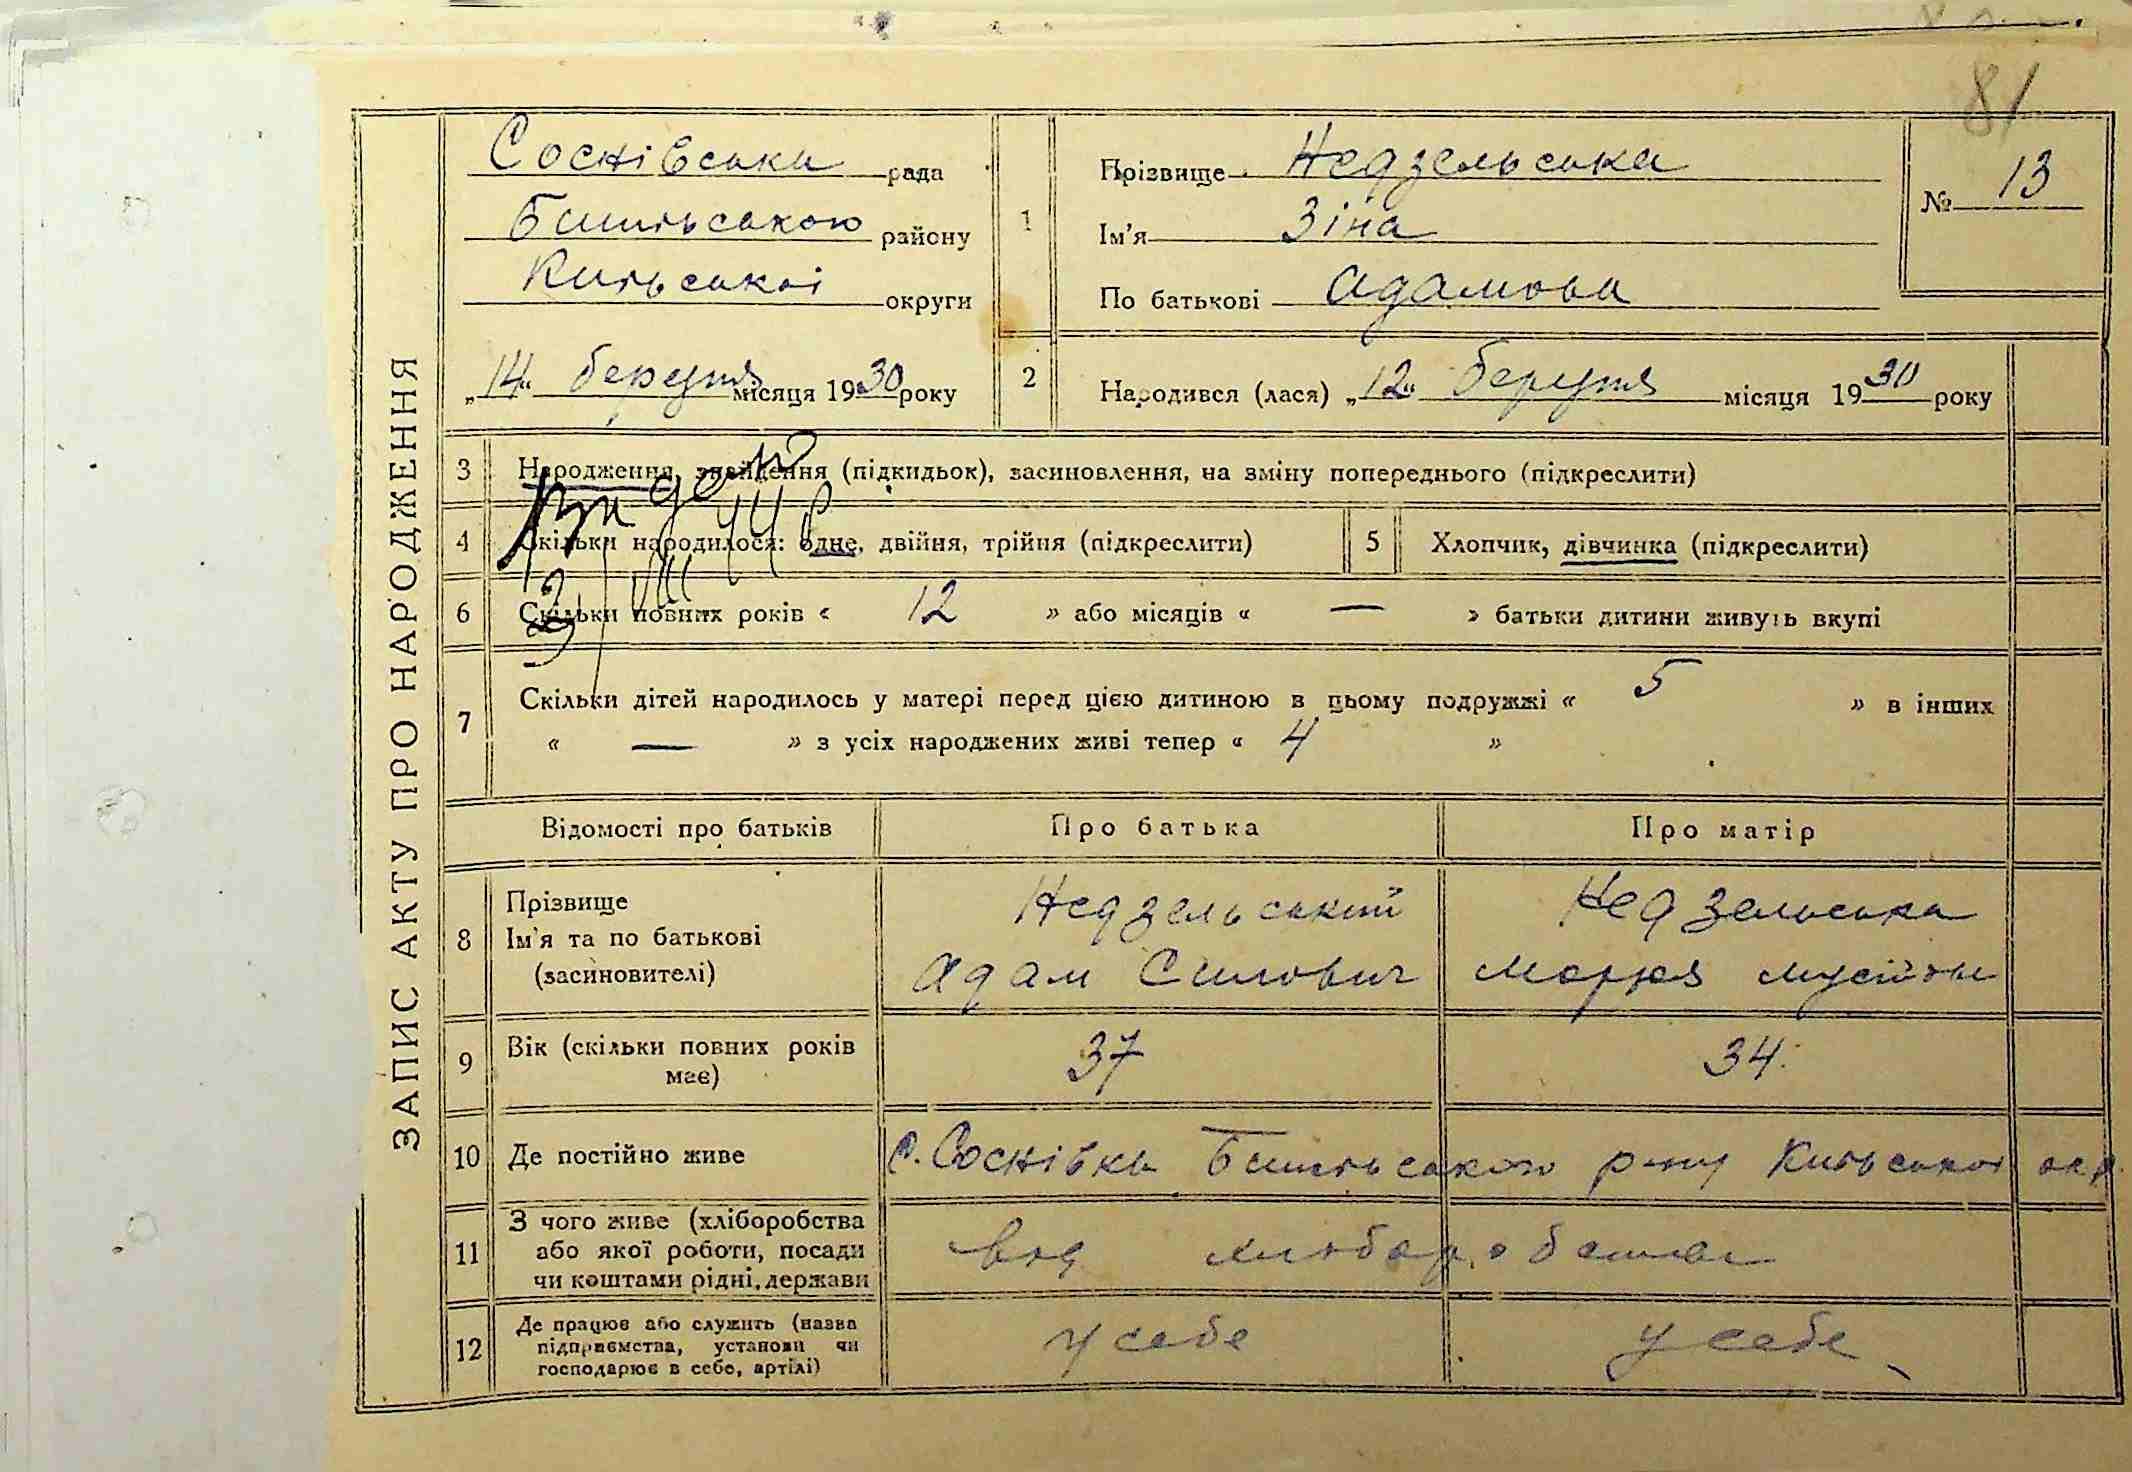 81
ЗАПИС АКТУ ПРО НАРОДЖЕННЯ
Соснівська рада
Бишівського району
Київської округи
„14“ березня місяця 1930 року
1
Прізвище Недзельська
Ім'я Зіна
По батькові Адамова
№ 13
2 Народився (лася) „12“ березня місяця 1930 року
3 Народження, знайдення (підкидьок), засиновлення, на зміну попереднього (підкреслити)
4 Скільки народилося: одне, двійня, трійня (підкреслити)
5 Хлопчик, дівчинка (підкреслити)
6 Скільки повних років « 12 » або місяців « — » батьки дитини живуть вкупі
7 Скільки дітей народилось у матері перед цією дитиною в цьому подружжі « 5 » в інших
« — » з усіх народжених живі тепер « 4 »
Відомості про батьків Про батька Про матір
8 Прізвище
Ім'я та по батькові
(засиновителі)
Недзельський
Адам Силович
Недзельська
Марія Мусіївна
9 Вік (скільки повних років
має)
37
34.
10 Де постійно живе
с. Соснівка Бишівського р-ну Київської окр.
11 З чого живе (хліборобства
або якої роботи, посади
чи коштами рідні, держави
від хліборобства
12 Де працює або служить (назва
підприємства, установи чи
господарює в себе, артілі)
у себе
у себе